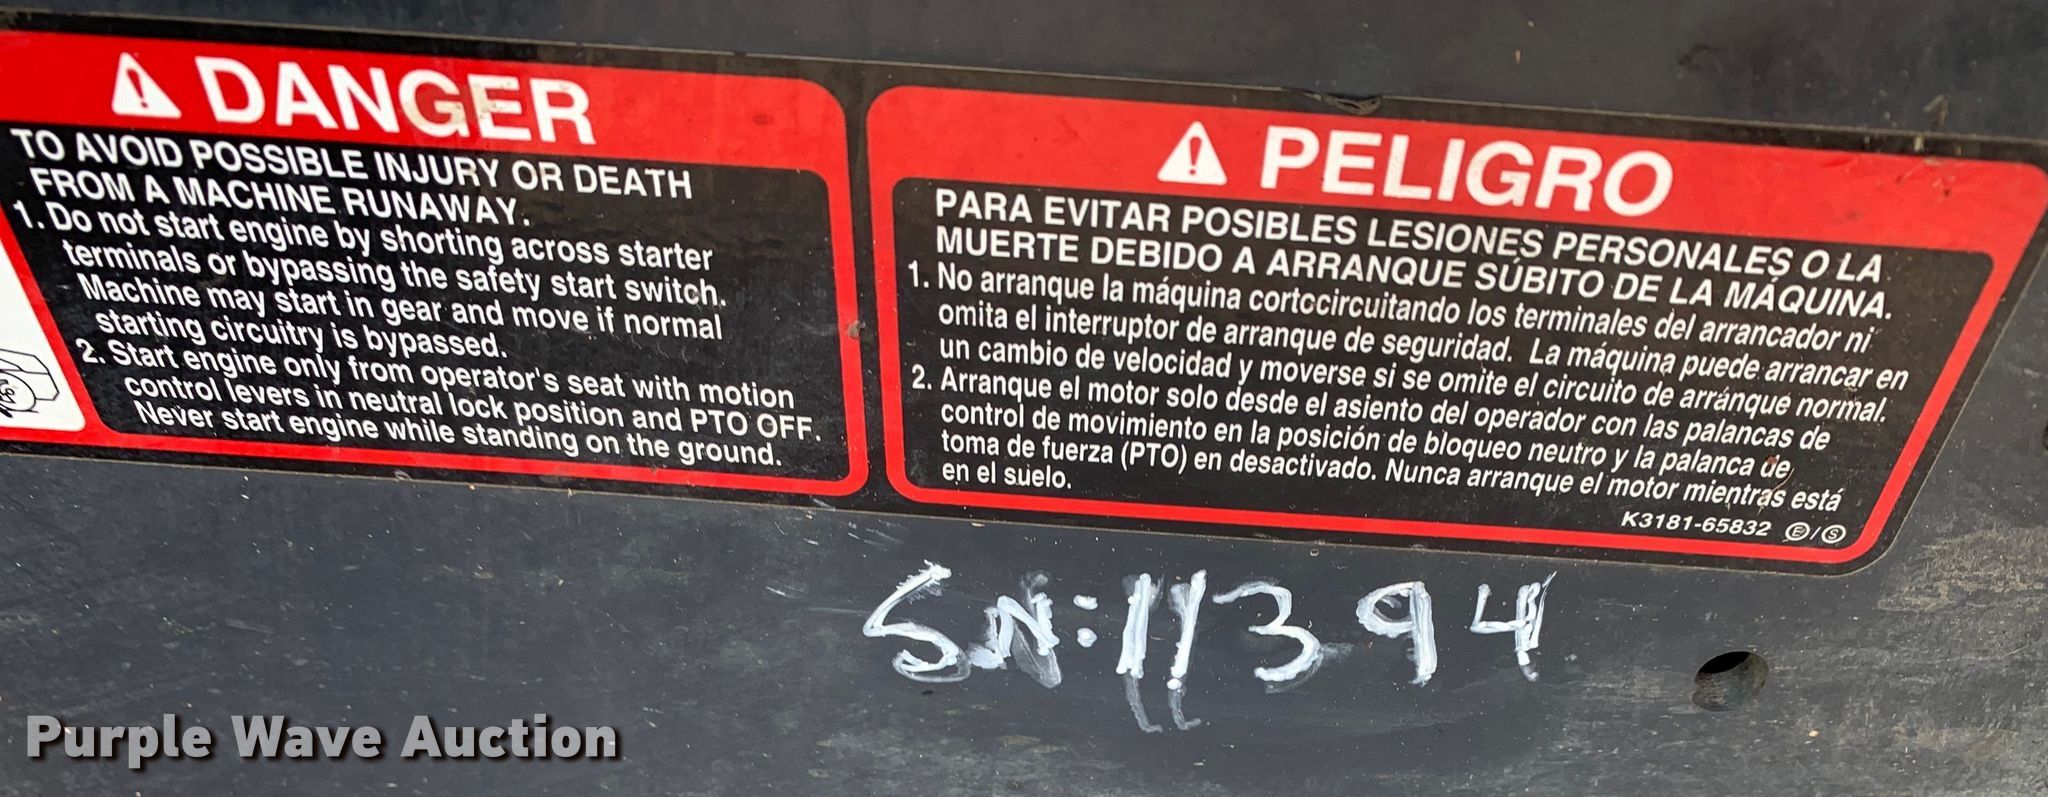 DANGER
TO AVOID POSSIBLE INJURY OR DEATH
FROM A MACHINE RUNAWAY.
1. Do not start engine by shorting across starter
terminals or bypassing the safety start switch.
Machine may start in gear and move if normal
starting circuitry is bypassed.
2. Start engine only from operator's seat with motion
control levers in neutral lock position and PTO OFF.
Never start engine while standing on the ground.
PELIGRO
PARA EVITAR POSIBLES LESIONES PERSONALES O LA
MUERTE DEBIDO A ARRANQUE SÚBITO DE LA MÁQUINA.
1. No arranque la máquina cortocircuitando los terminales del arrancador ni
omita el interruptor de arranque de seguridad. La máquina puede arrancar en
un cambio de velocidad y moverse si se omite el circuito de arránque normal.
2. Arranque el motor solo desde el asiento del operador con las palancas de
control de movimiento en la posición de bloqueo neutro y la palanca de
toma de fuerza (PTO) en desactivado. Nunca arranque el motor mientras está
en el suelo.
K3181-65832 Ⓔ/Ⓢ
SN:11394
Purple Wave Auction